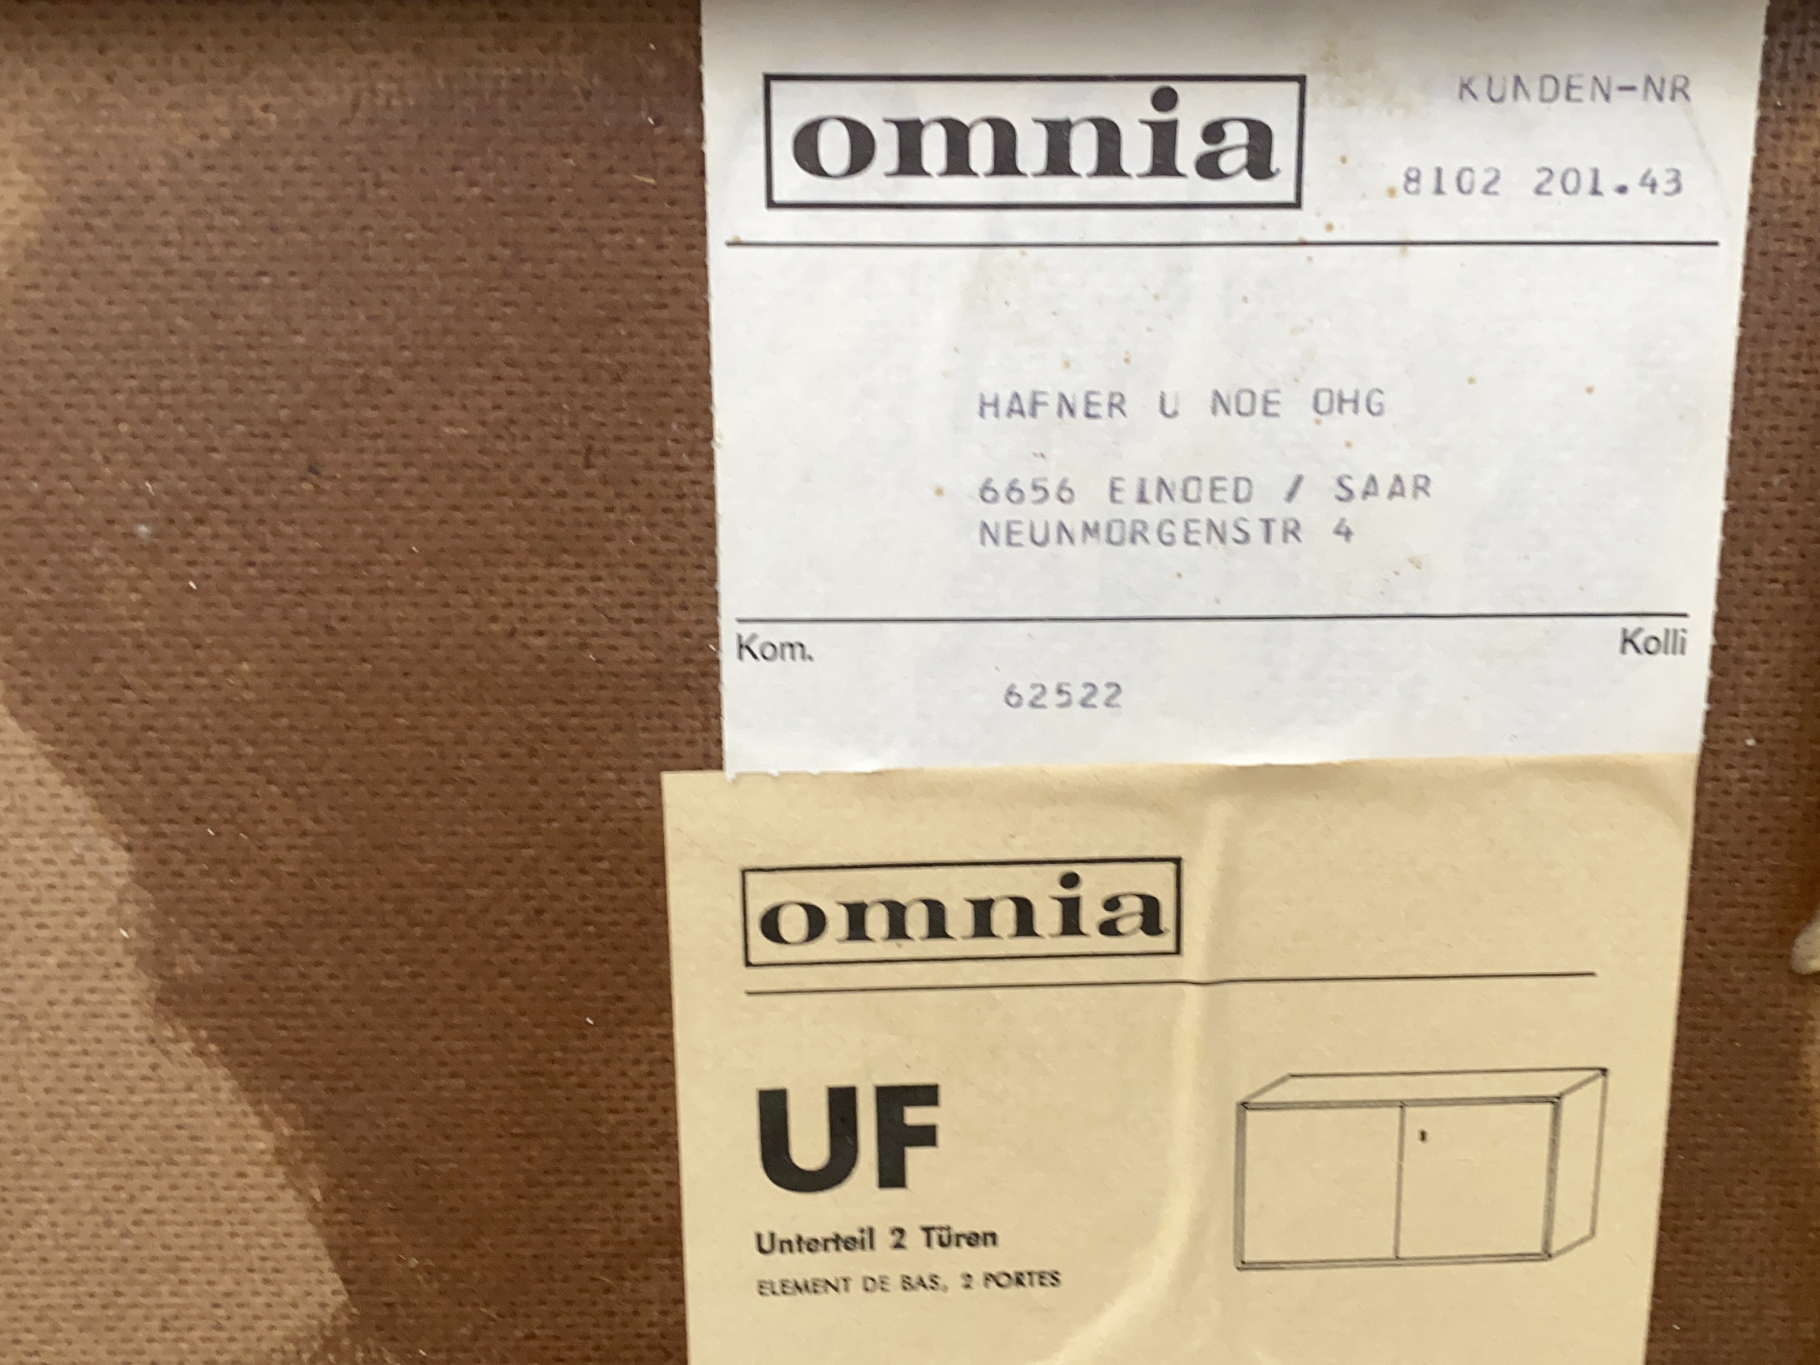 omnia
KUNDEN-NR
8102 201.43
HAFNER U NOE OHG
6656 EINOED / SAAR
NEUNMORGENSTR 4
Kom.
Kolli
62522
omnia
UF
Unterteil 2 Türen
ELEMENT DE BAS, 2 PORTES